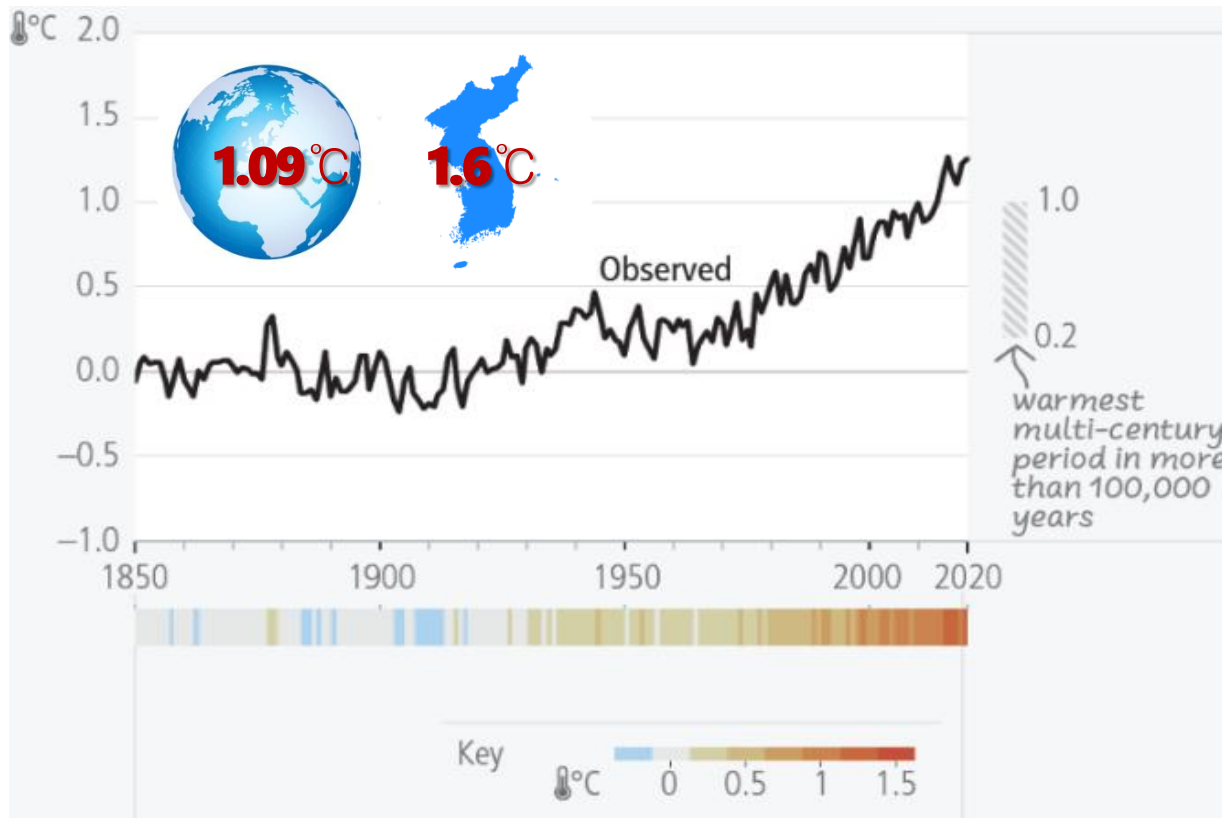 °C 2.0
1.5
1.0
0.5
0.0
−0.5
−1.0
1.09℃
1.6℃
Observed
1850 1900 1950 2000 2020
1.0
0.2
warmest
multi-century
period in more
than 100,000
years
Key
°C 0 0.5 1 1.5